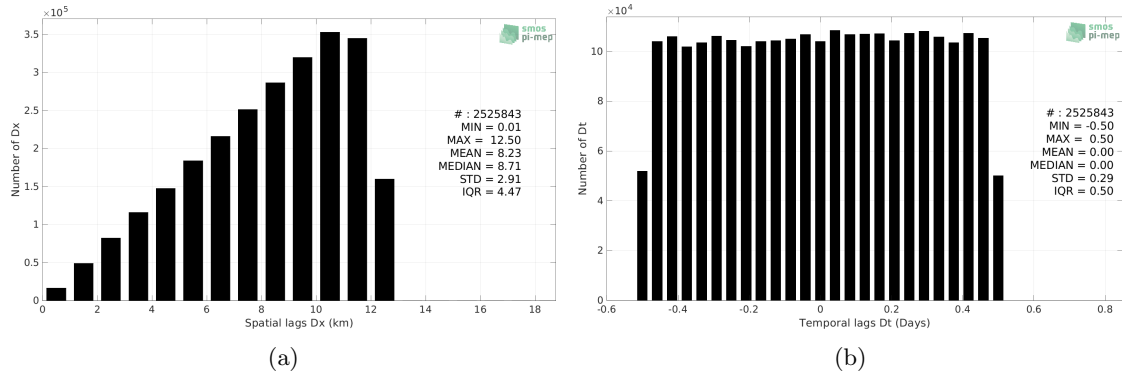 ×10^5
3.5
3
2.5
2
1.5
1
0.5
0
Number of Dx
0 2 4 6 8 10 12 14 16 18
Spatial lags Dx (km)
smos
pi-mep
# : 2525843
MIN = 0.01
MAX = 12.50
MEAN = 8.23
MEDIAN = 8.71
STD = 2.91
IQR = 4.47
(a)
×10^4
10
8
6
4
2
0
Number of Dt
-0.6 -0.4 -0.2 0 0.2 0.4 0.6 0.8
Temporal lags Dt (Days)
smos
pi-mep
# : 2525843
MIN = -0.50
MAX = 0.50
MEAN = 0.00
MEDIAN = 0.00
STD = 0.29
IQR = 0.50
(b)